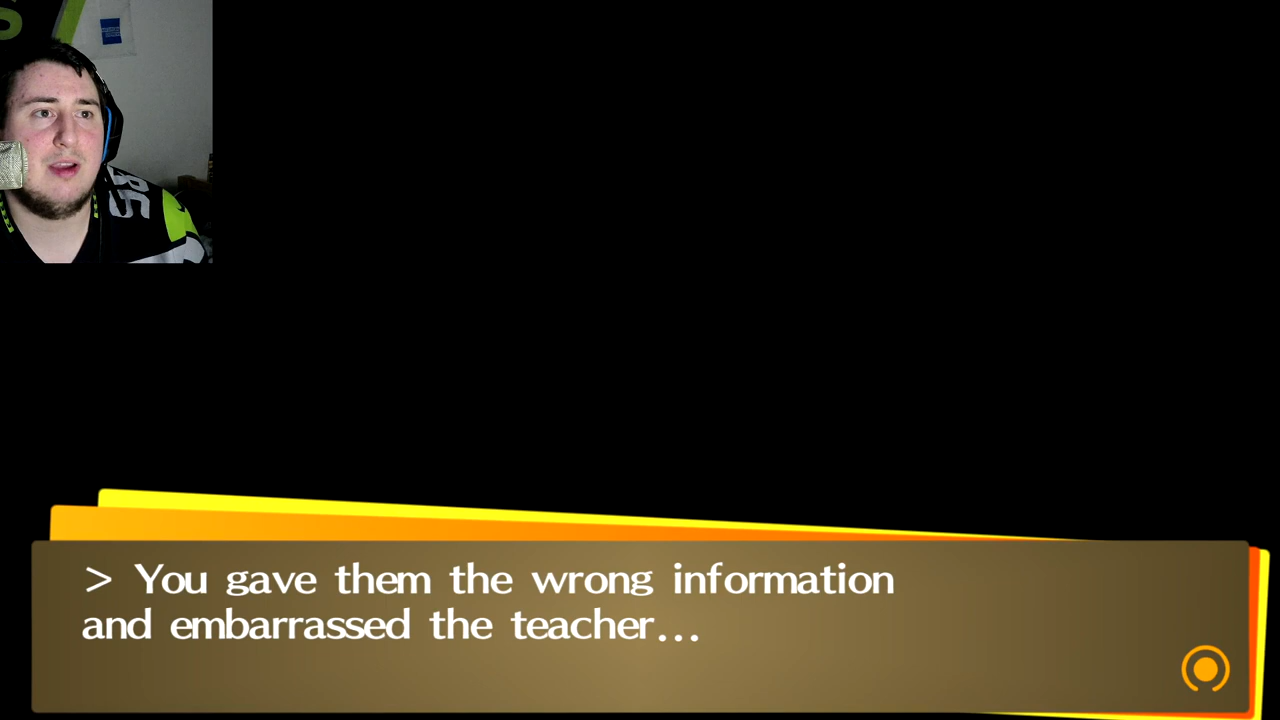 > You gave them the wrong information
and embarrassed the teacher...